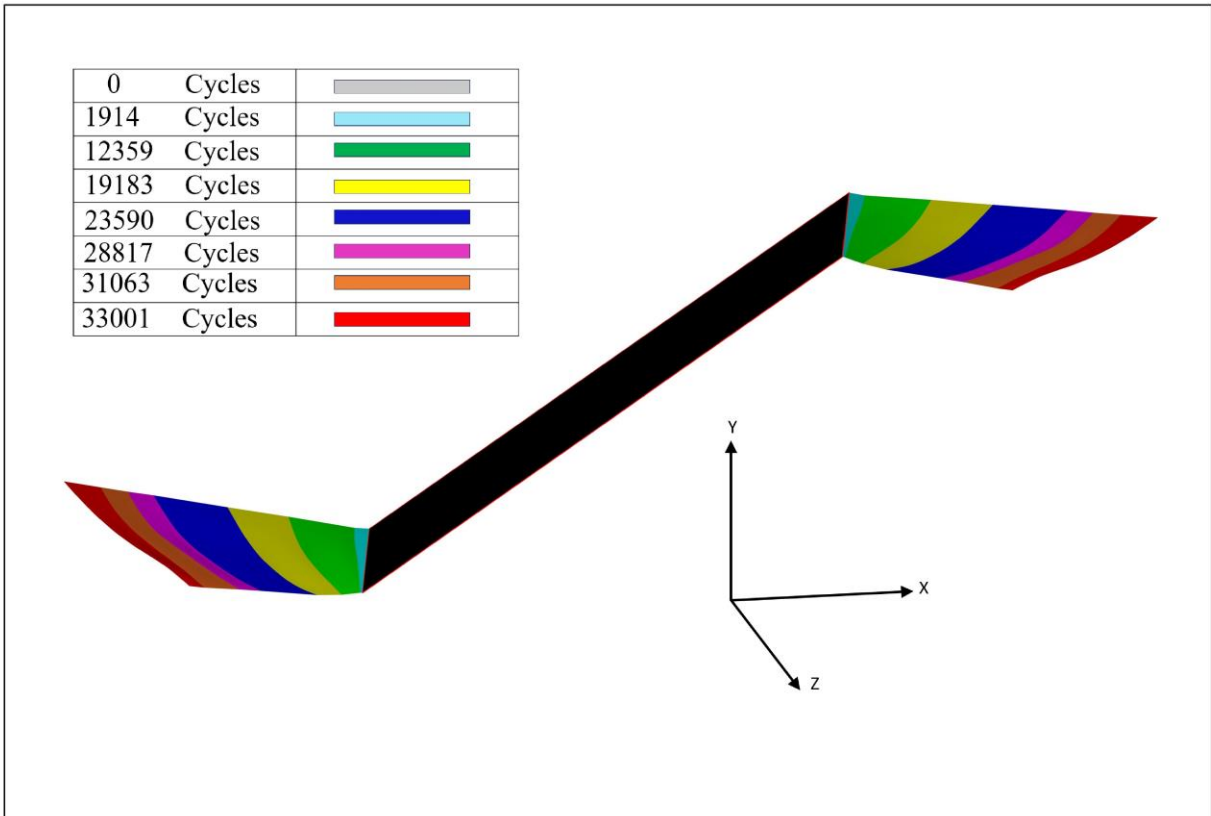 0 Cycles
1914 Cycles
12359 Cycles
19183 Cycles
23590 Cycles
28817 Cycles
31063 Cycles
33001 Cycles
Y
X
Z